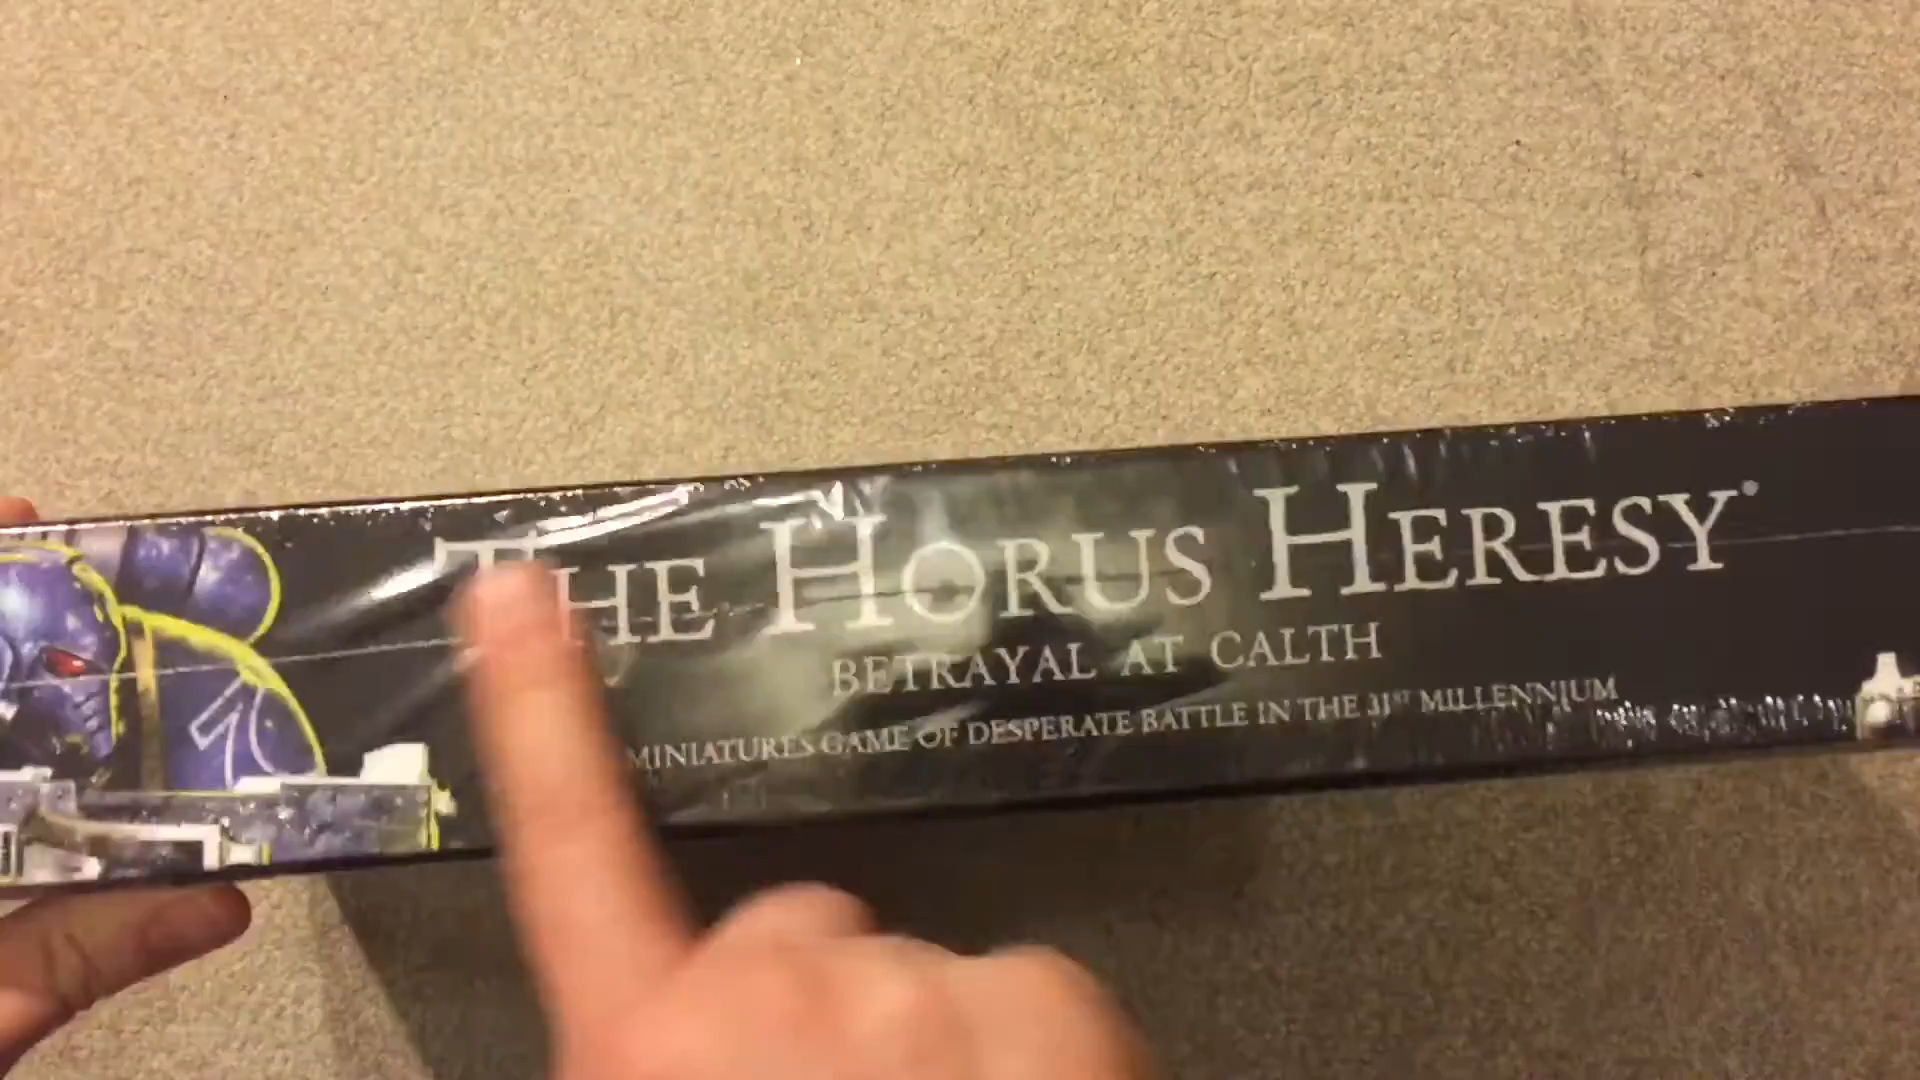 THE HORUS HERESY
BETRAYAL AT CALTH
MINIATURES GAME OF DESPERATE BATTLE IN THE 31ST MILLENNIUM